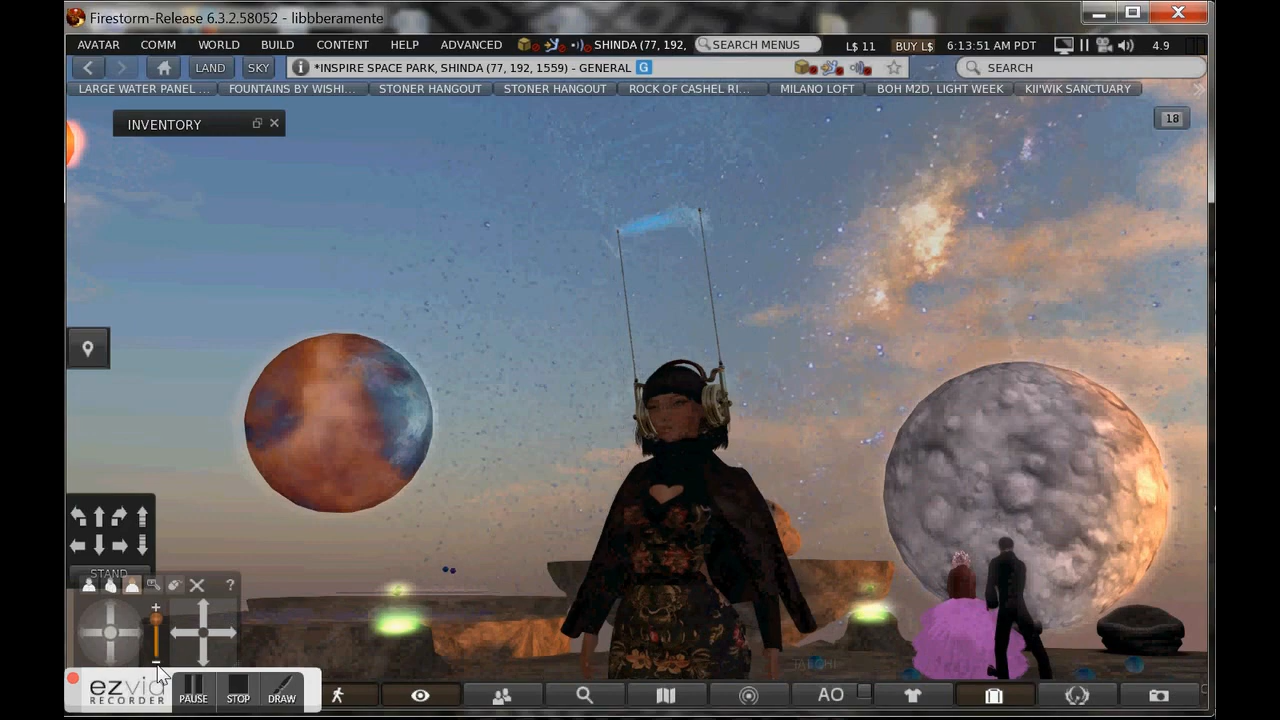 Firestorm-Release 6.3.2.58052 - libbberamente
AVATAR COMM WORLD BUILD CONTENT HELP ADVANCED SHINDA (77, 192, SEARCH MENUS L$ 11 BUY L$ 6:13:51 AM PDT 4.9
LAND SKY *INSPIRE SPACE PARK, SHINDA (77, 192, 1559) - GENERAL G SEARCH
LARGE WATER PANEL ... FOUNTAINS BY WISHI... STONER HANGOUT STONER HANGOUT ROCK OF CASHEL RI... MILANO LOFT BOH M2D, LIGHT WEEK KII'WIK SANCTUARY
INVENTORY
18
STAND
?
TAI CHI
ezvid
RECORDER
PAUSE STOP DRAW
AO